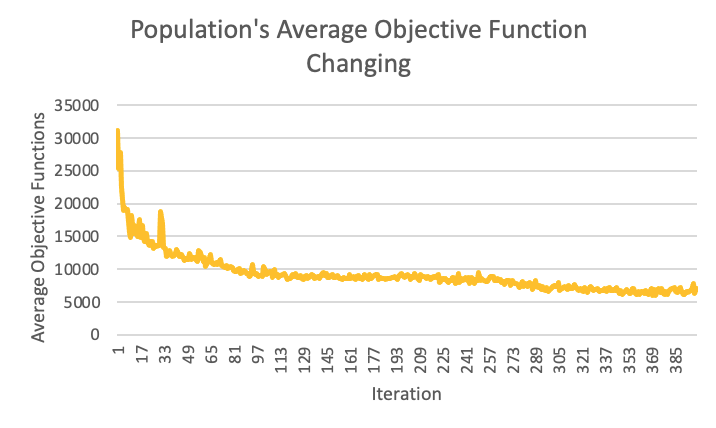 Population's Average Objective Function
Changing
Average Objective Functions
35000
30000
25000
20000
15000
10000
5000
0
1 17 33 49 65 81 97 113 129 145 161 177 193 209 225 241 257 273 289 305 321 337 353 369 385
Iteration